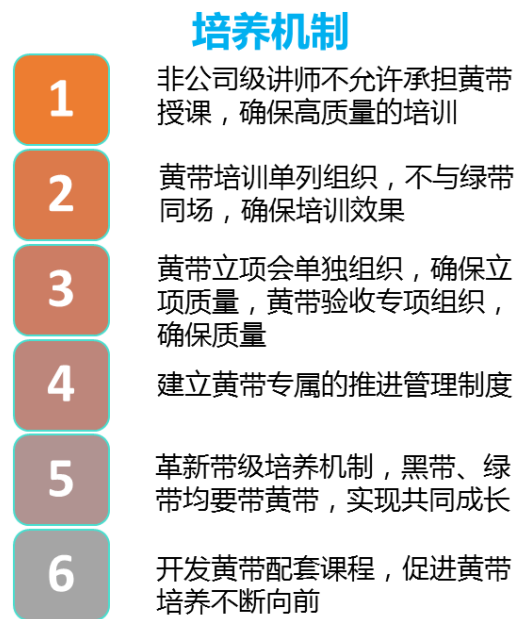 培养机制
1
非公司级讲师不允许承担黄带
授课，确保高质量的培训
2
黄带培训单列组织，不与绿带
同场，确保培训效果
3
黄带立项会单独组织，确保立
项质量，黄带验收专项组织，
确保质量
4
建立黄带专属的推进管理制度
5
革新带级培养机制，黑带、绿
带均要带黄带，实现共同成长
6
开发黄带配套课程，促进黄带
培养不断向前